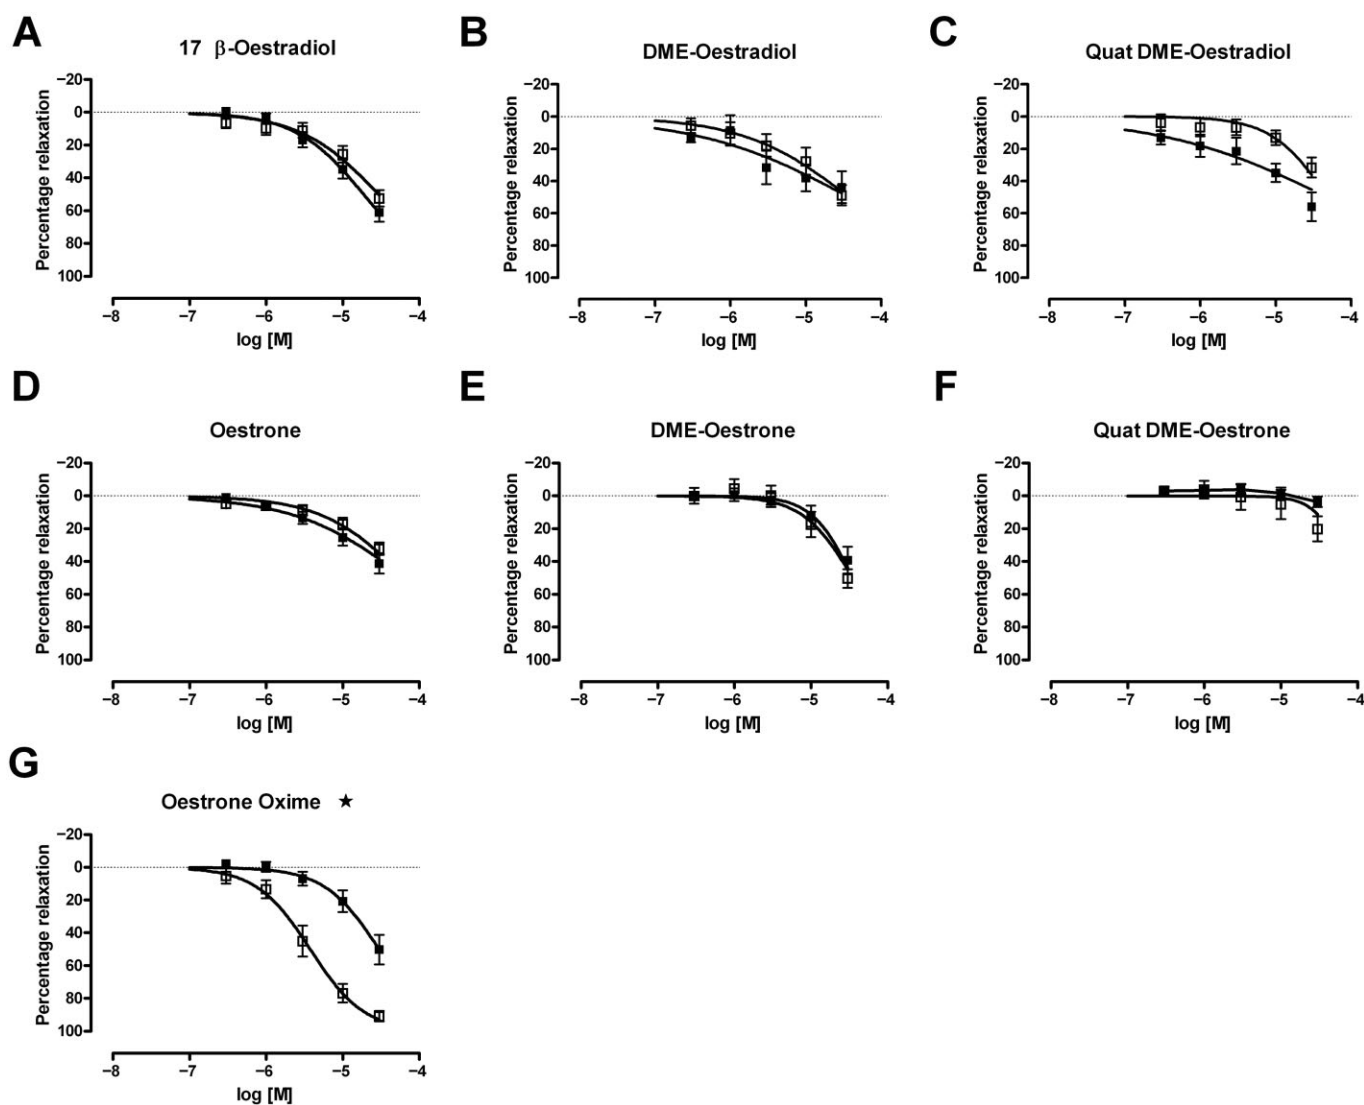 A
17 β-Oestradiol
Percentage relaxation
−20
0
20
40
60
80
100
−8 −7 −6 −5 −4
log [M]
B
DME-Oestradiol
Percentage relaxation
−20
0
20
40
60
80
100
−8 −7 −6 −5 −4
log [M]
C
Quat DME-Oestradiol
Percentage relaxation
−20
0
20
40
60
80
100
−8 −7 −6 −5 −4
log [M]
D
Oestrone
Percentage relaxation
−20
0
20
40
60
80
100
−8 −7 −6 −5 −4
log [M]
E
DME-Oestrone
Percentage relaxation
−20
0
20
40
60
80
100
−8 −7 −6 −5 −4
log [M]
F
Quat DME-Oestrone
Percentage relaxation
−20
0
20
40
60
80
100
−8 −7 −6 −5 −4
log [M]
G
Oestrone Oxime ★
Percentage relaxation
−20
0
20
40
60
80
100
−8 −7 −6 −5 −4
log [M]